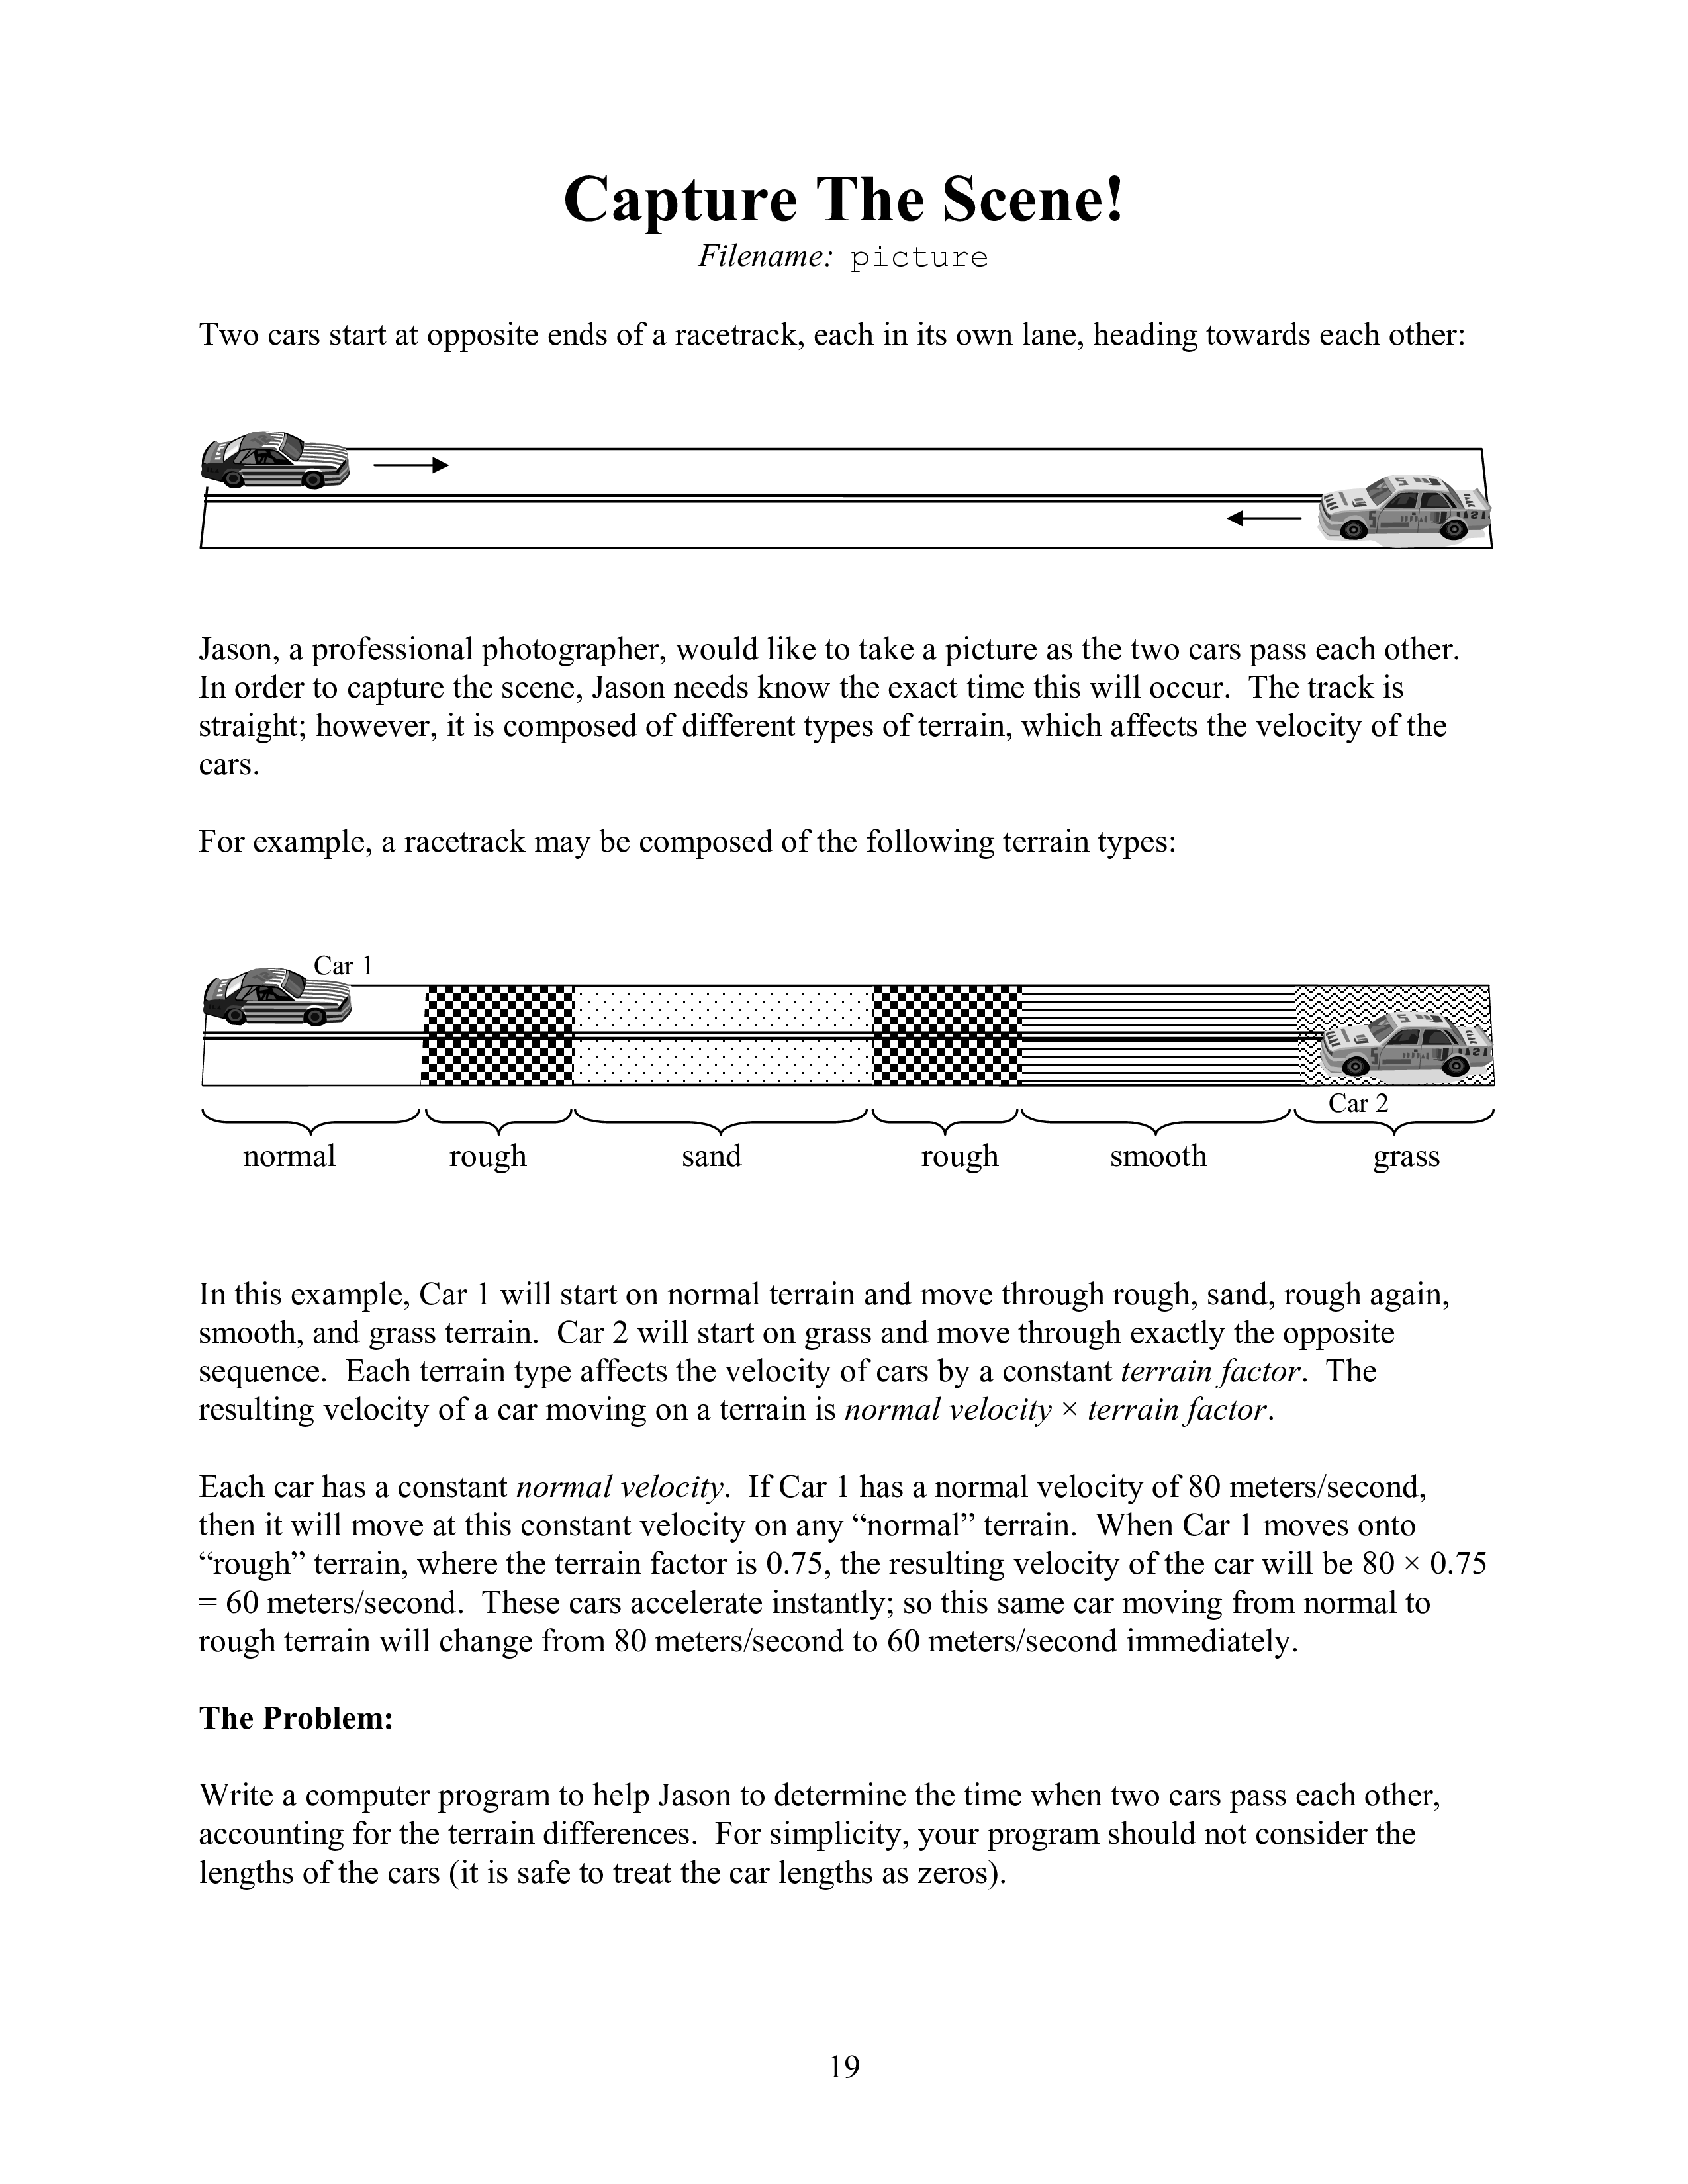 Capture The Scene!
Filename: picture
Two cars start at opposite ends of a racetrack, each in its own lane, heading towards each other:
Jason, a professional photographer, would like to take a picture as the two cars pass each other.
In order to capture the scene, Jason needs know the exact time this will occur. The track is
straight; however, it is composed of different types of terrain, which affects the velocity of the
cars.
For example, a racetrack may be composed of the following terrain types:
Car 1
Car 2
normal rough sand rough smooth grass
In this example, Car 1 will start on normal terrain and move through rough, sand, rough again,
smooth, and grass terrain. Car 2 will start on grass and move through exactly the opposite
sequence. Each terrain type affects the velocity of cars by a constant terrain factor. The
resulting velocity of a car moving on a terrain is normal velocity × terrain factor.
Each car has a constant normal velocity. If Car 1 has a normal velocity of 80 meters/second,
then it will move at this constant velocity on any “normal” terrain. When Car 1 moves onto
“rough” terrain, where the terrain factor is 0.75, the resulting velocity of the car will be 80 × 0.75
= 60 meters/second. These cars accelerate instantly; so this same car moving from normal to
rough terrain will change from 80 meters/second to 60 meters/second immediately.
The Problem:
Write a computer program to help Jason to determine the time when two cars pass each other,
accounting for the terrain differences. For simplicity, your program should not consider the
lengths of the cars (it is safe to treat the car lengths as zeros).
19